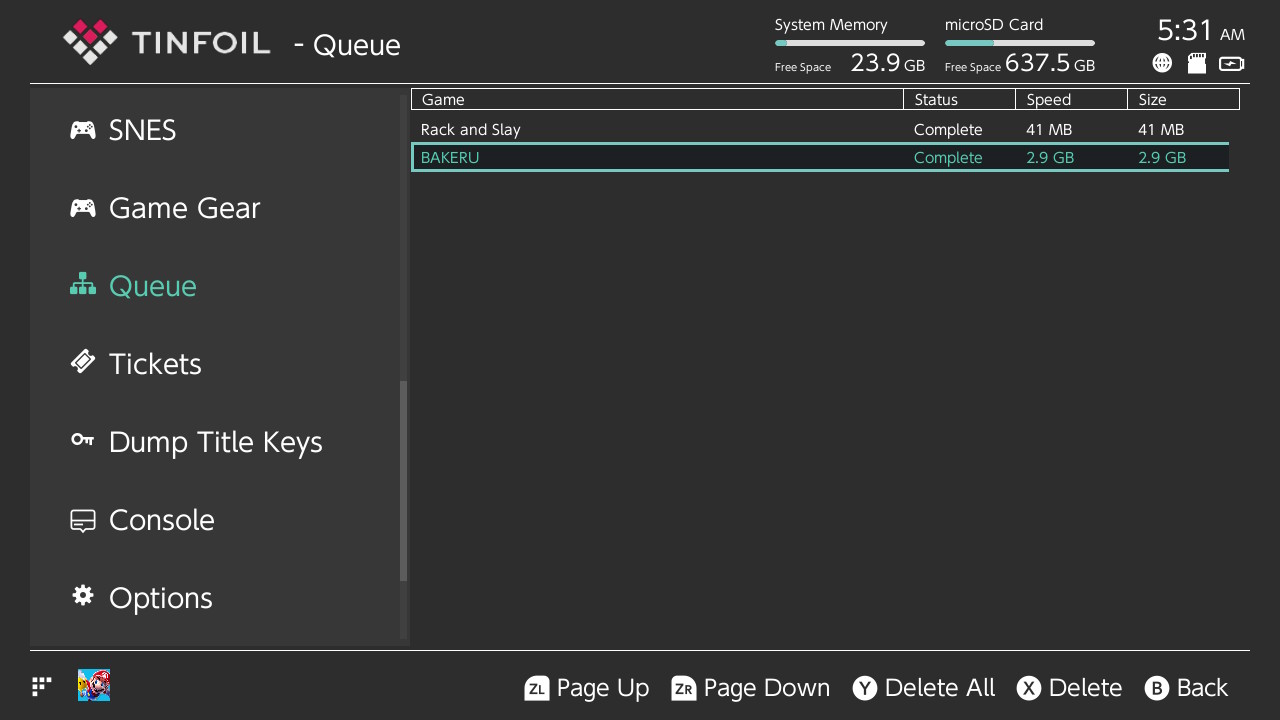 TINFOIL - Queue
System Memory
Free Space 23.9 GB
microSD Card
Free Space 637.5 GB
5:31 AM
SNES
Game Gear
Queue
Tickets
Dump Title Keys
Console
Options
Game Status Speed Size
Rack and Slay Complete 41 MB 41 MB
BAKERU Complete 2.9 GB 2.9 GB
ZL Page Up ZR Page Down Y Delete All X Delete B Back